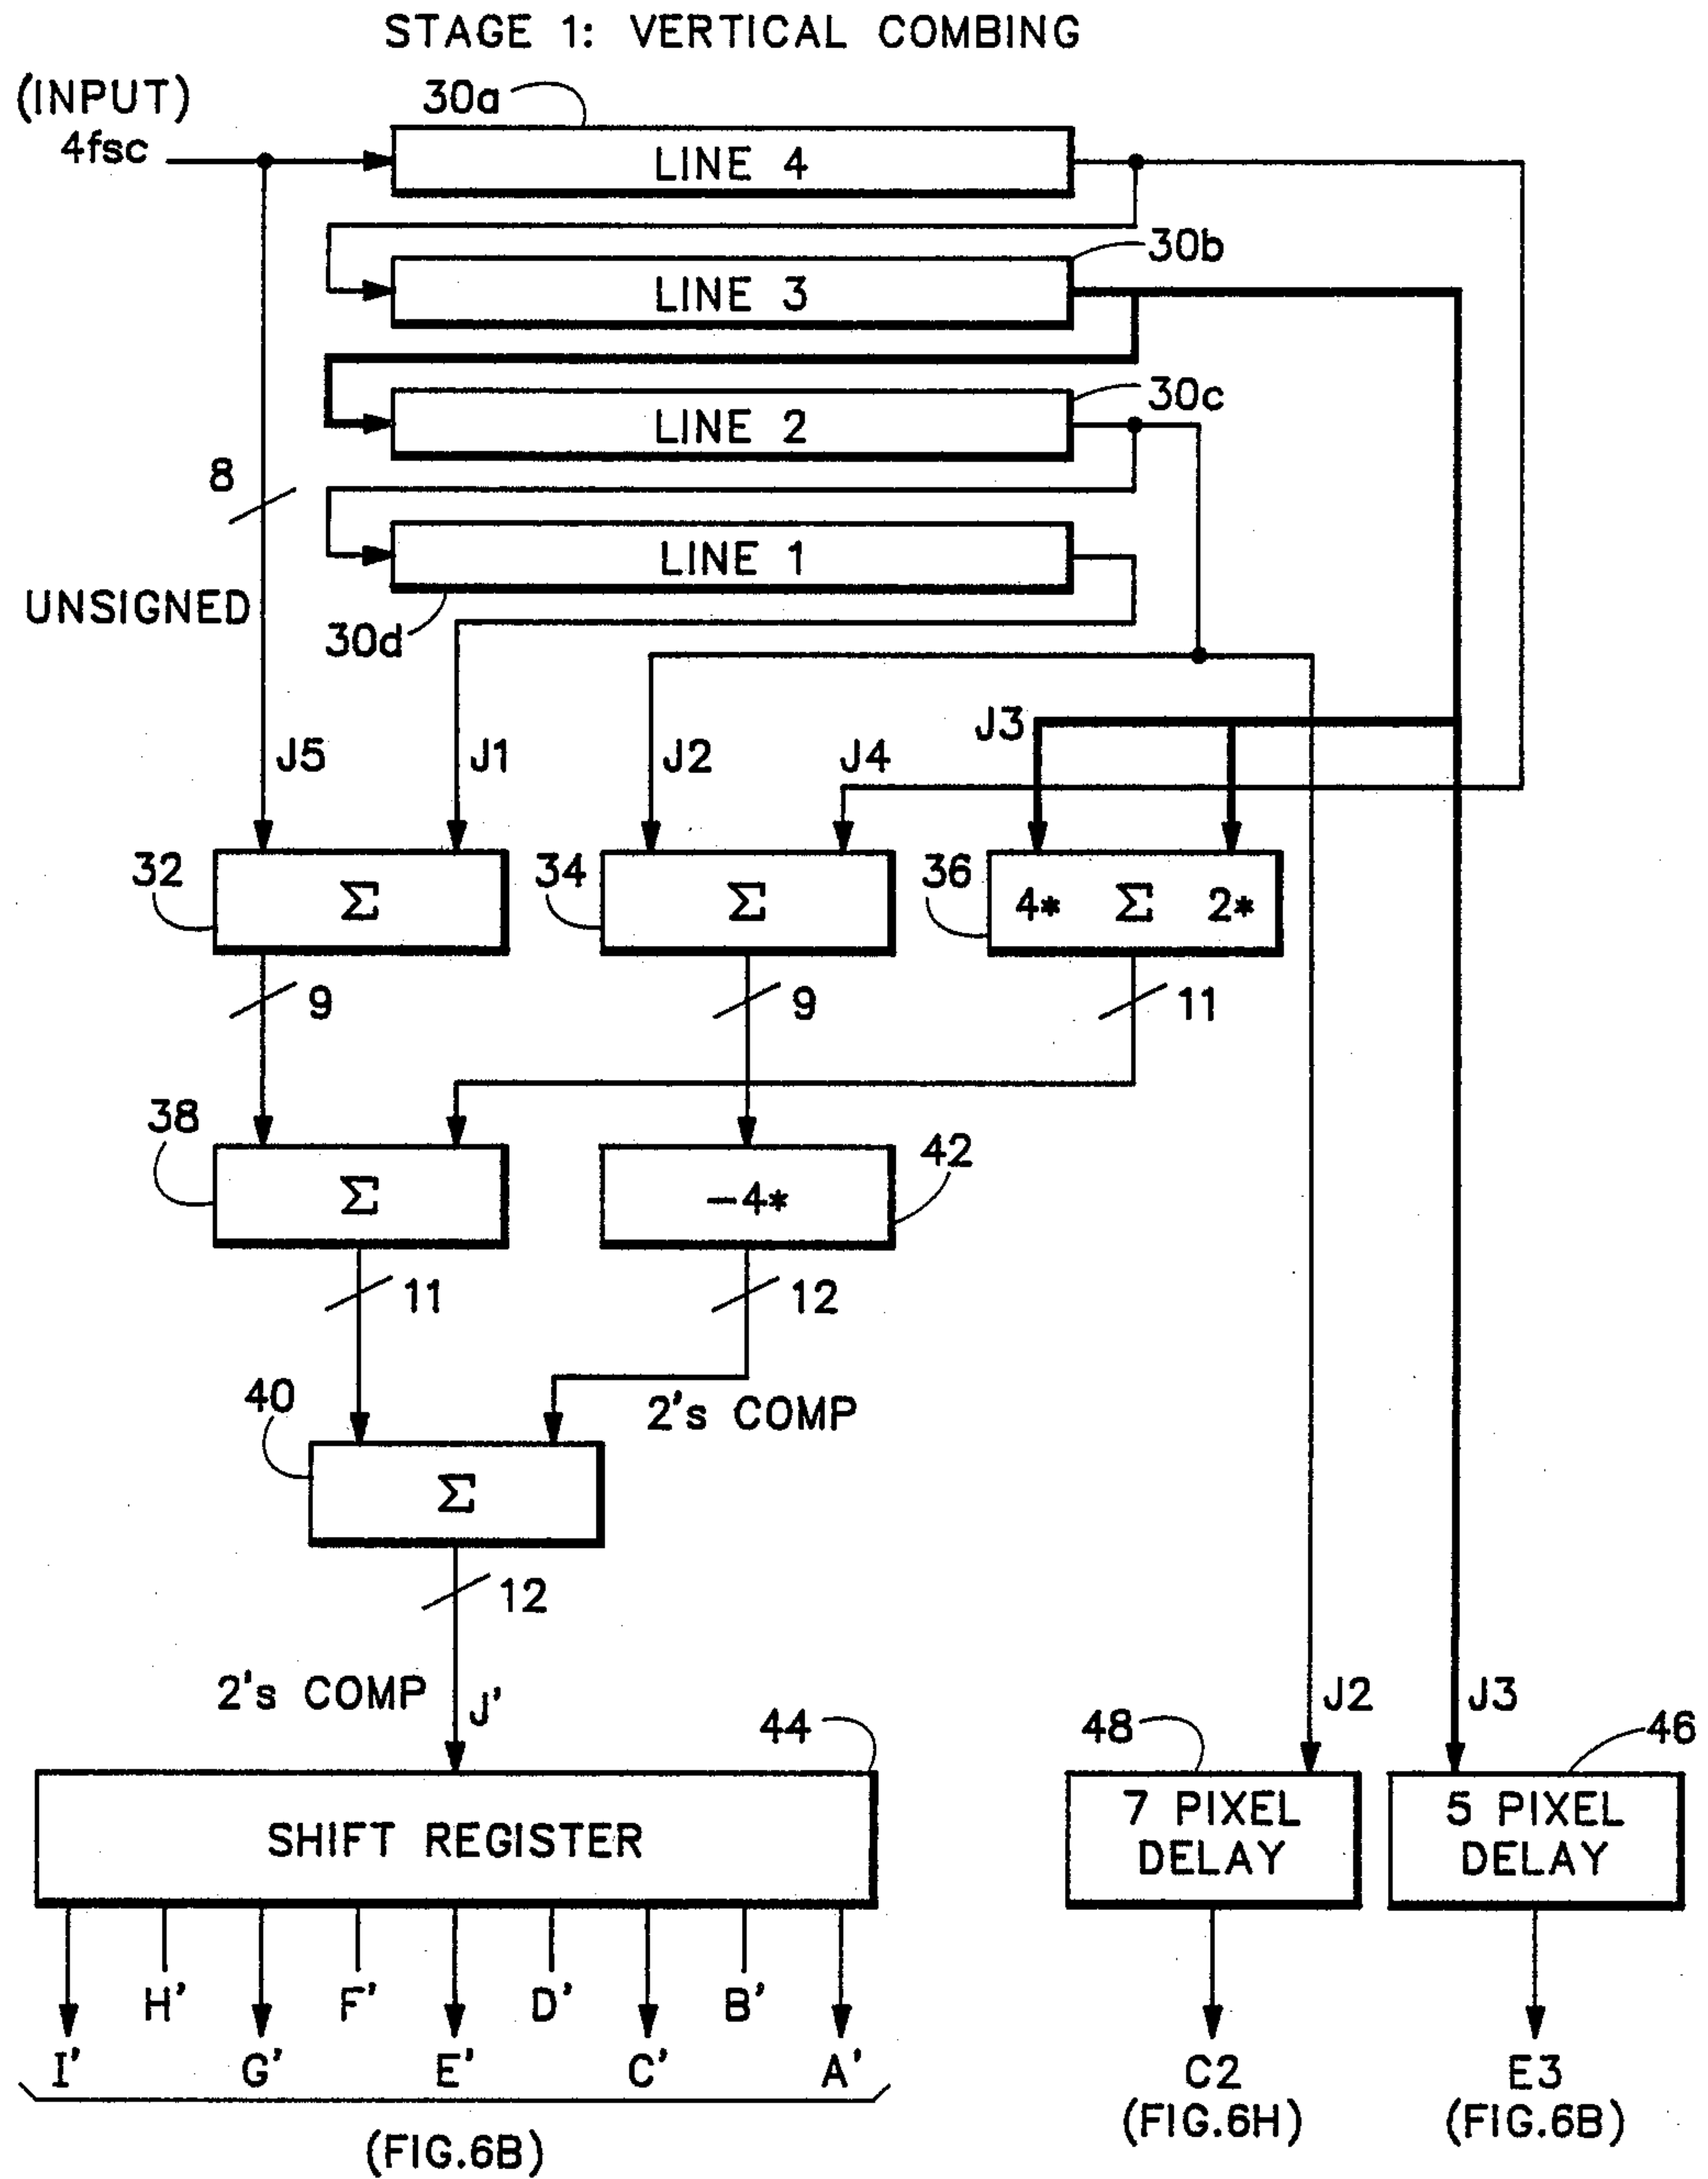 STAGE 1: VERTICAL COMBING
(INPUT)
4fsc
30a
LINE 4
30b
LINE 3
30c
LINE 2
8
LINE 1
UNSIGNED
30d
J5
J1
J2
J4
J3
32
Σ
34
Σ
36
4* Σ 2*
9
9
11
38
Σ
-4*
42
11
12
40
2's COMP
Σ
12
2's COMP
J'
J2
J3
44
48
46
SHIFT REGISTER
7 PIXEL
DELAY
5 PIXEL
DELAY
H'
F'
D'
B'
I'
G'
E'
C'
A'
(FIG.6B)
C2
(FIG.6H)
E3
(FIG.6B)